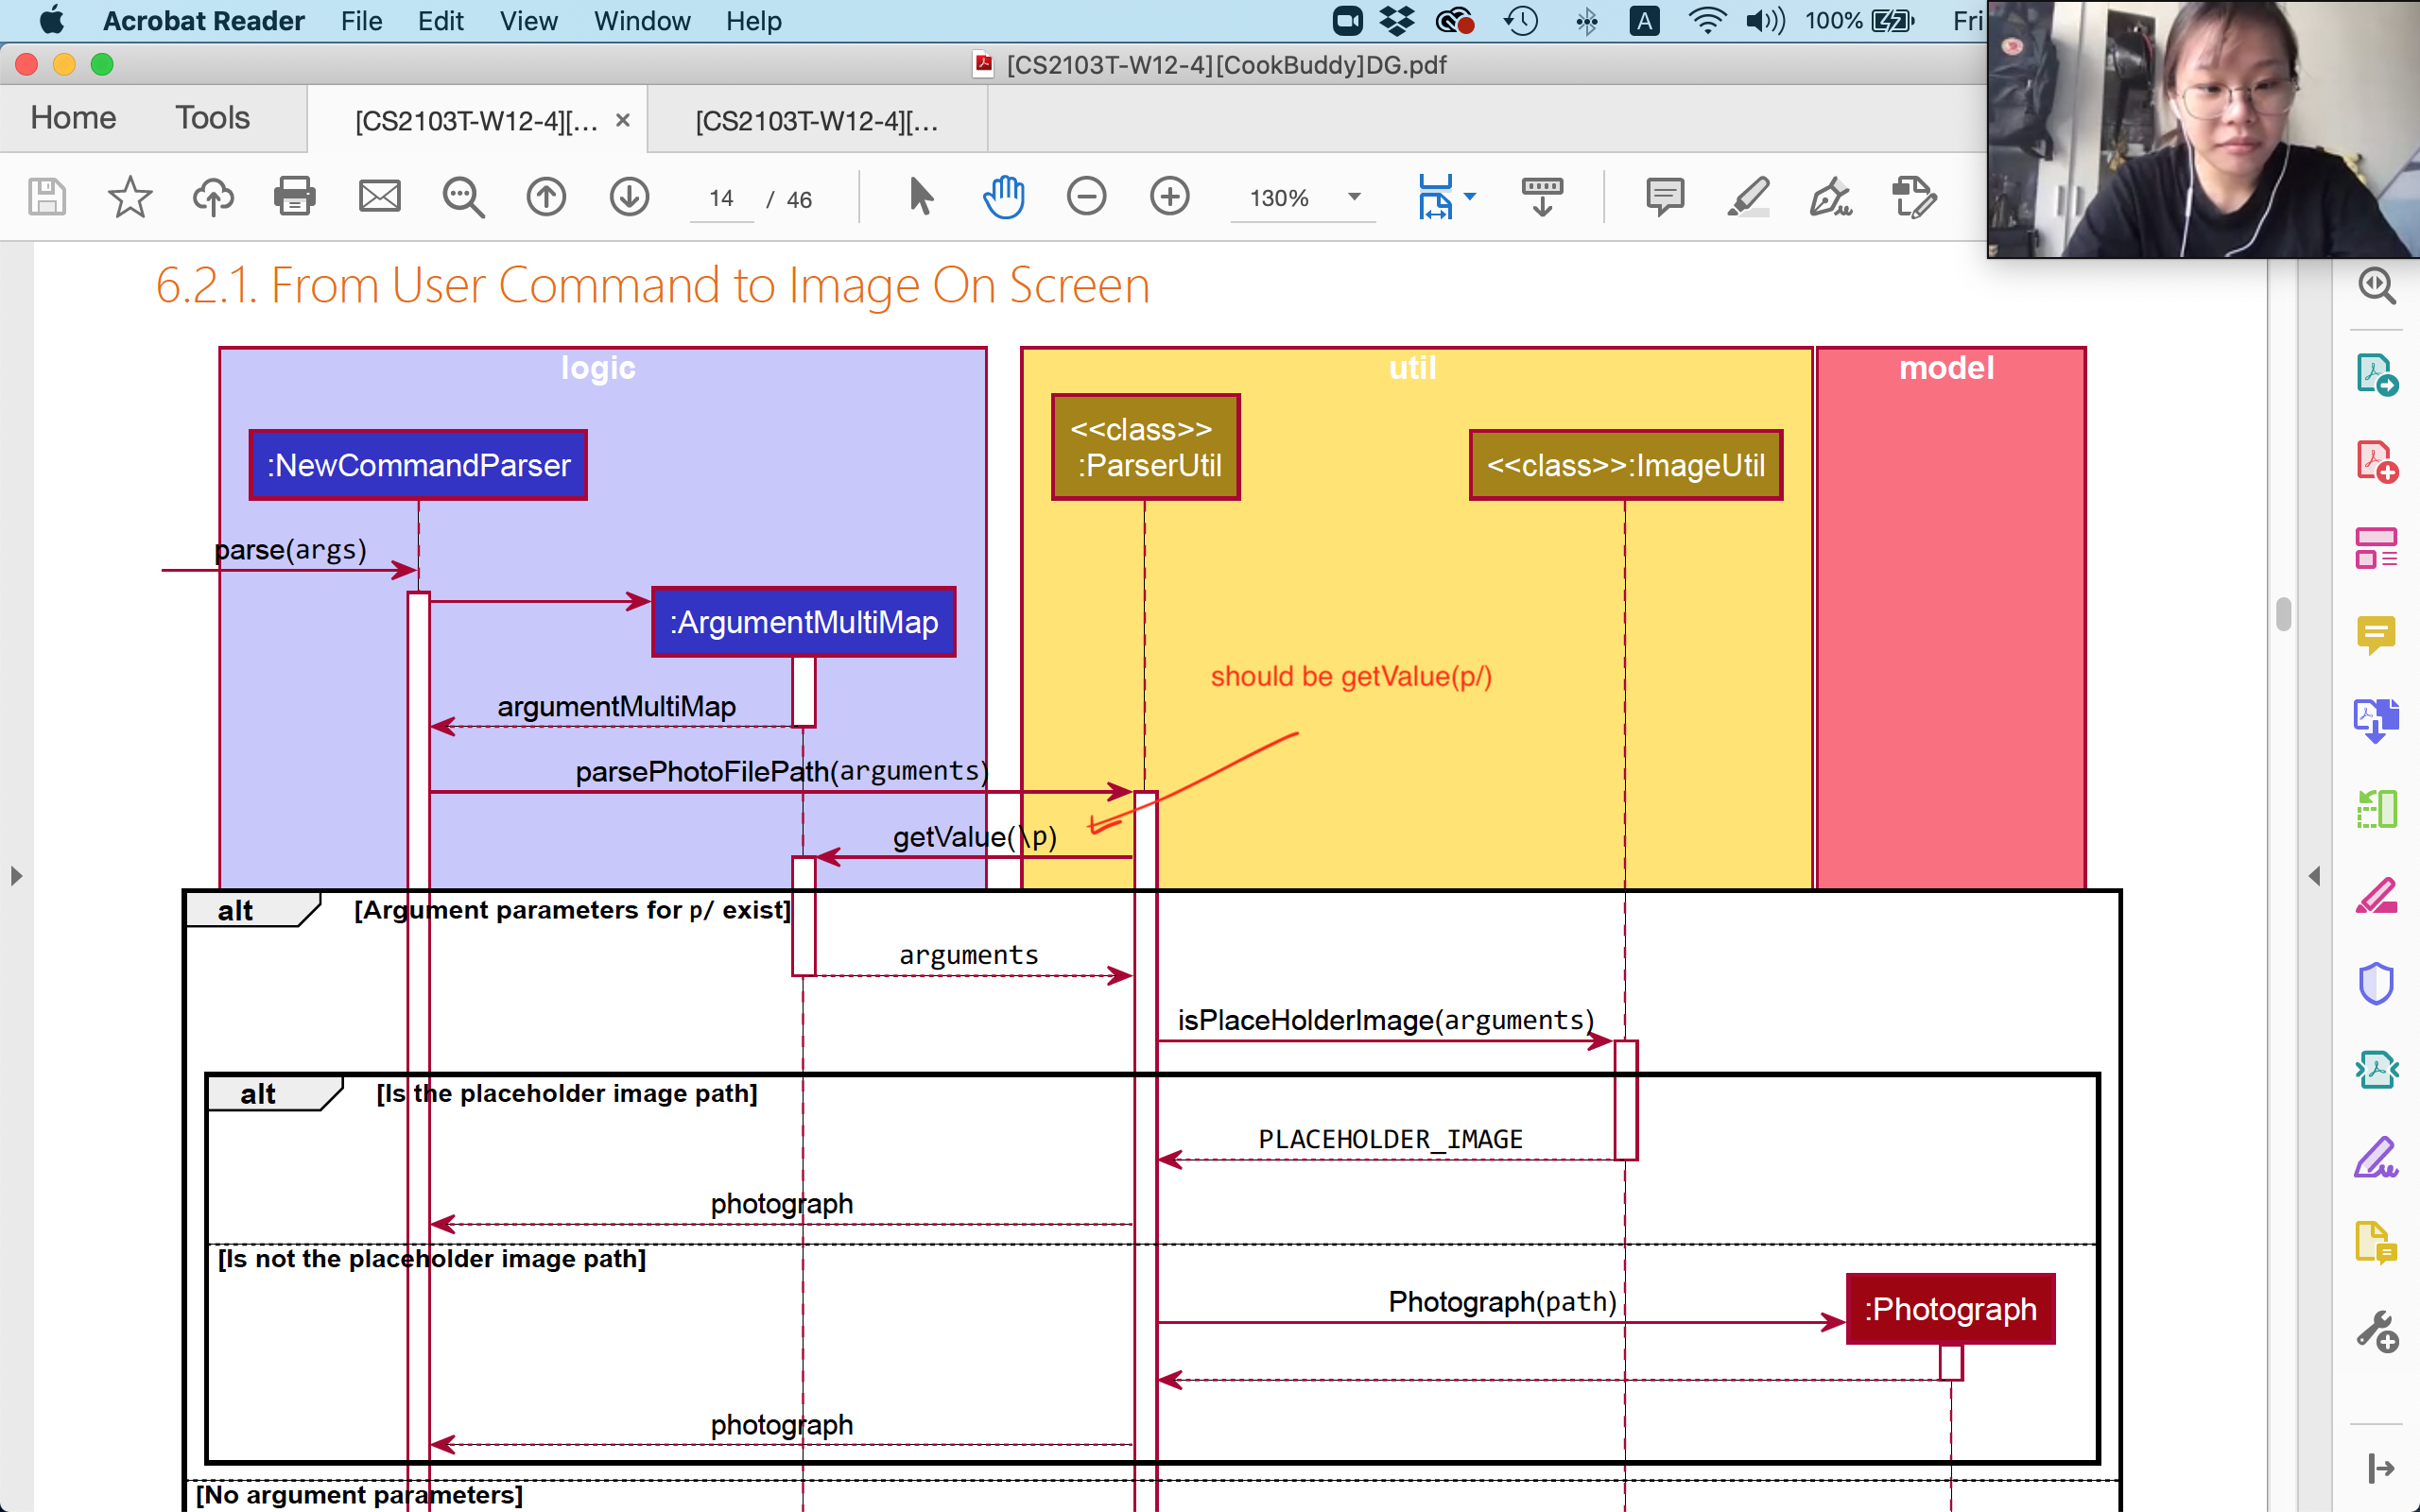 Acrobat Reader File Edit View Window Help A 100% Fri
[CS2103T-W12-4][CookBuddy]DG.pdf
Home Tools [CS2103T-W12-4][... × [CS2103T-W12-4][...
14 / 46 130%
6.2.1. From User Command to Image On Screen
logic util model
<<class>>
:NewCommandParser :ParserUtil <<class>>:ImageUtil
parse(args)
:ArgumentMultiMap
should be getValue(p/)
argumentMultiMap
parsePhotoFilePath(arguments)
getValue(\p)
alt [Argument parameters for p/ exist]
arguments
isPlaceHolderImage(arguments)
alt [Is the placeholder image path]
PLACEHOLDER_IMAGE
photograph
[Is not the placeholder image path]
Photograph(path) :Photograph
photograph
[No argument parameters]